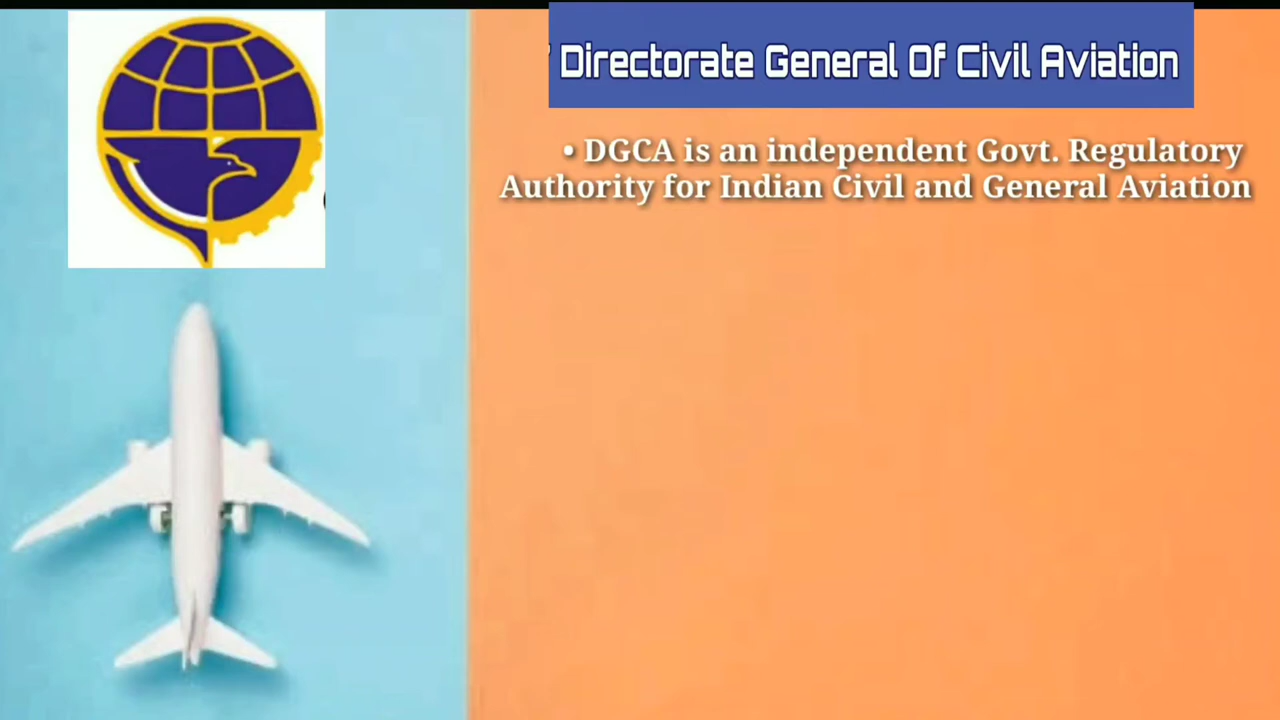 Directorate General Of Civil Aviation
• DGCA is an independent Govt. Regulatory
Authority for Indian Civil and General Aviation